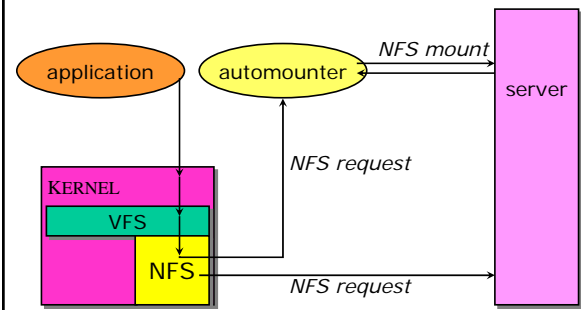 NFS mount
application
automounter
server
NFS request
KERNEL
VFS
NFS
NFS request